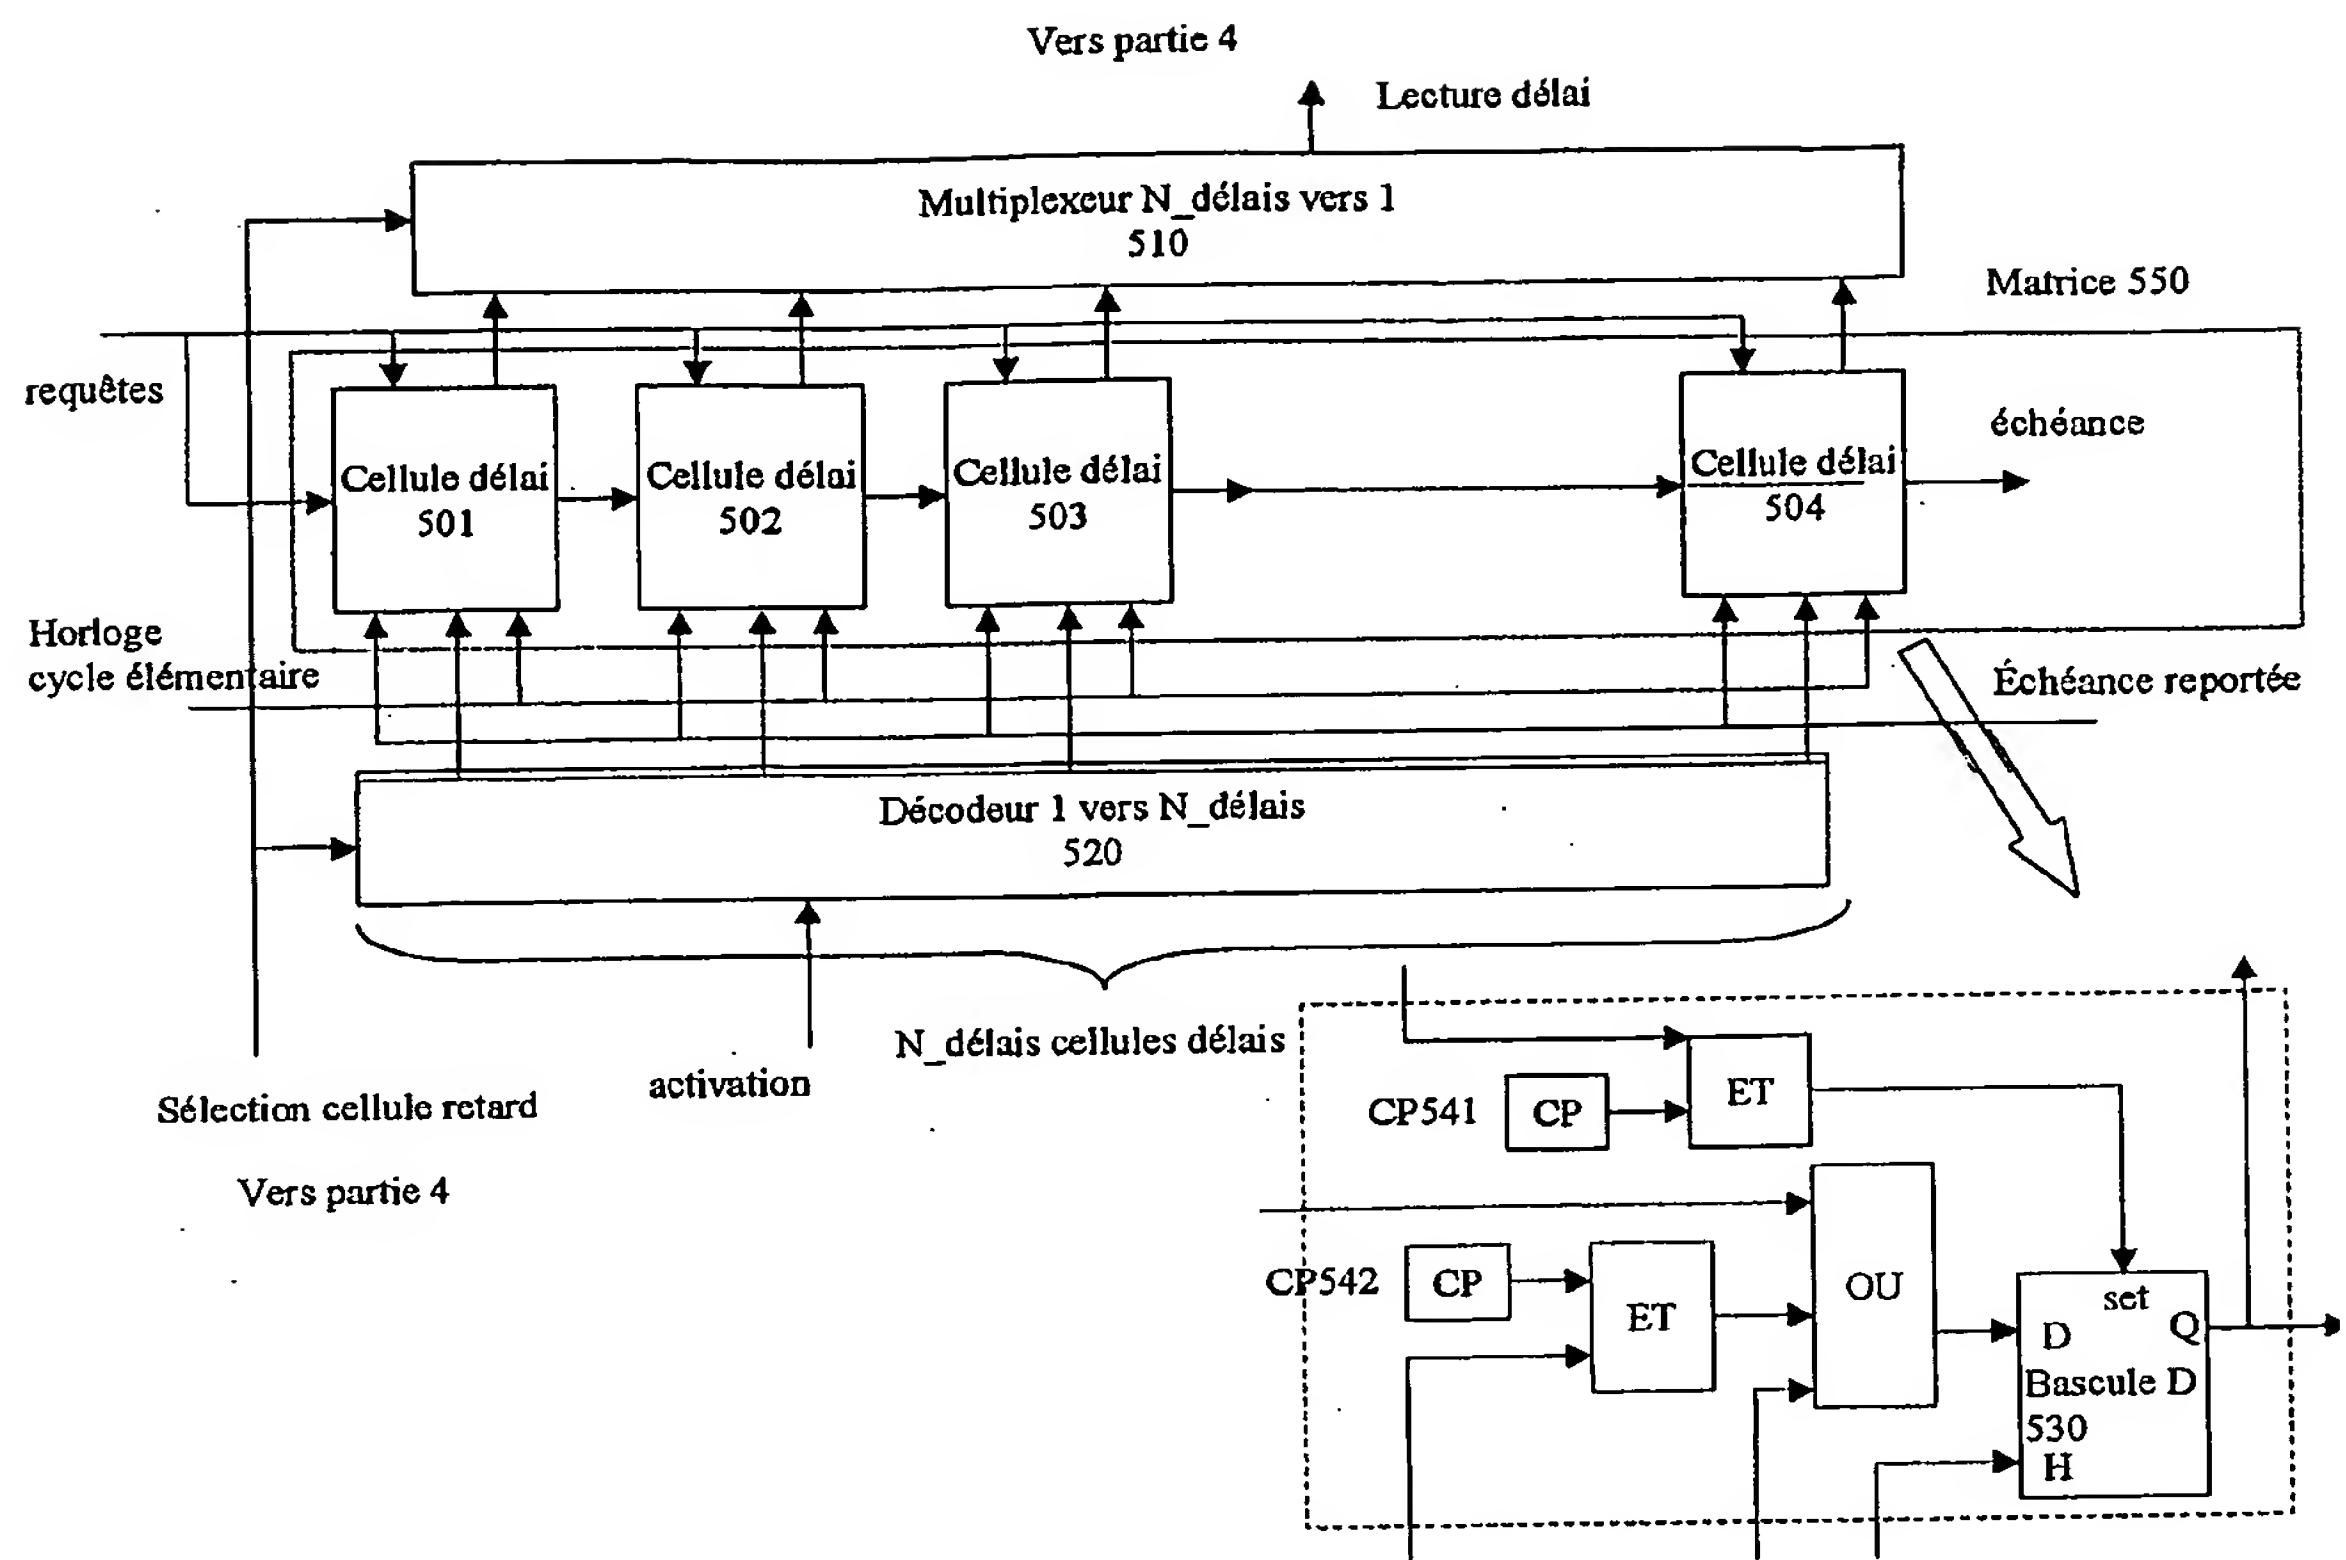 Vers partie 4
Lecture délai
Multiplexeur N_délais vers 1
510
Matrice 550
requêtes
échéance
Cellule délai
501
Cellule délai
502
Cellule délai
503
Cellule délai
504
Horloge
cycle élémentaire
Échéance reportée
Décodeur 1 vers N_délais
520
N_délais cellules délais
activation
Sélection cellule retard
Vers partie 4
CP541
CP
ET
CP542
CP
ET
OU
set
D
Q
Bascule D
530
H